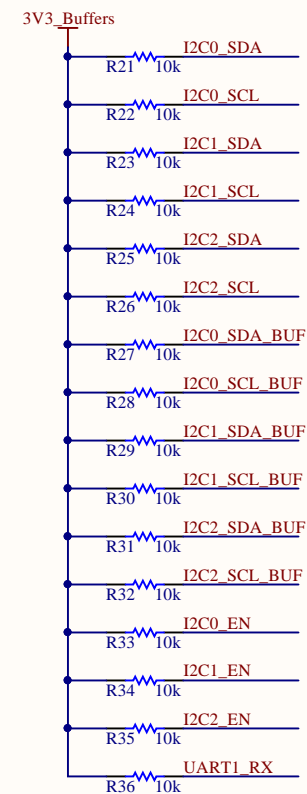 3V3_Buffers
I2C0_SDA
R21 10k
I2C0_SCL
R22 10k
I2C1_SDA
R23 10k
I2C1_SCL
R24 10k
I2C2_SDA
R25 10k
I2C2_SCL
R26 10k
I2C0_SDA_BUF
R27 10k
I2C0_SCL_BUF
R28 10k
I2C1_SDA_BUF
R29 10k
I2C1_SCL_BUF
R30 10k
I2C2_SDA_BUF
R31 10k
I2C2_SCL_BUF
R32 10k
I2C0_EN
R33 10k
I2C1_EN
R34 10k
I2C2_EN
R35 10k
UART1_RX
R36 10k